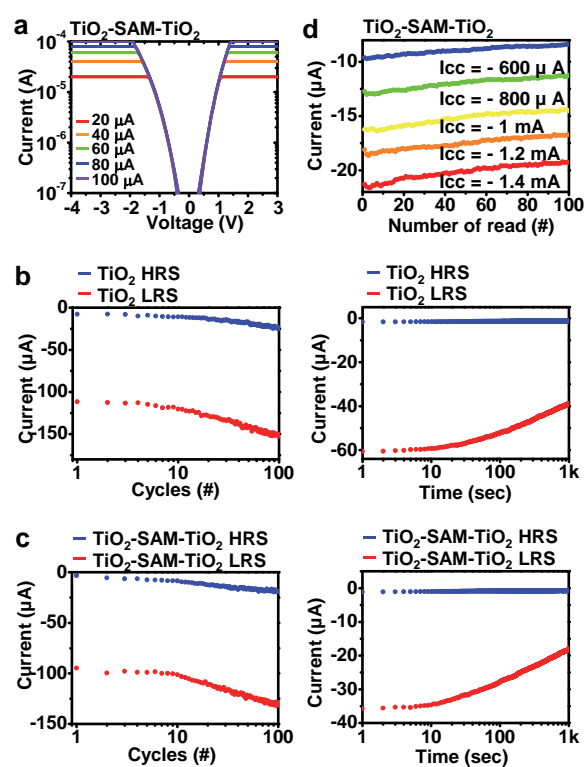 a
TiO₂-SAM-TiO₂
Current (A)
10⁻⁴
10⁻⁵
10⁻⁶
10⁻⁷
20 µA
40 µA
60 µA
80 µA
100 µA
-4 -3 -2 -1 0 1 2 3
Voltage (V)
d
TiO₂-SAM-TiO₂
Current (µA)
-10
-15
-20
Icc = - 600 µ A
Icc = - 800 µ A
Icc = - 1 mA
Icc = - 1.2 mA
Icc = - 1.4 mA
0 20 40 60 80 100
Number of read (#)
b
TiO₂ HRS
TiO₂ LRS
Current (µA)
0
-50
-100
-150
1 10 100
Cycles (#)
TiO₂ HRS
TiO₂ LRS
Current (µA)
0
-20
-40
-60
1 10 100 1k
Time (sec)
c
TiO₂-SAM-TiO₂ HRS
TiO₂-SAM-TiO₂ LRS
Current (µA)
0
-50
-100
-150
1 10 100
Cycles (#)
TiO₂-SAM-TiO₂ HRS
TiO₂-SAM-TiO₂ LRS
Current (µA)
0
-10
-20
-30
-40
1 10 100 1k
Time (sec)